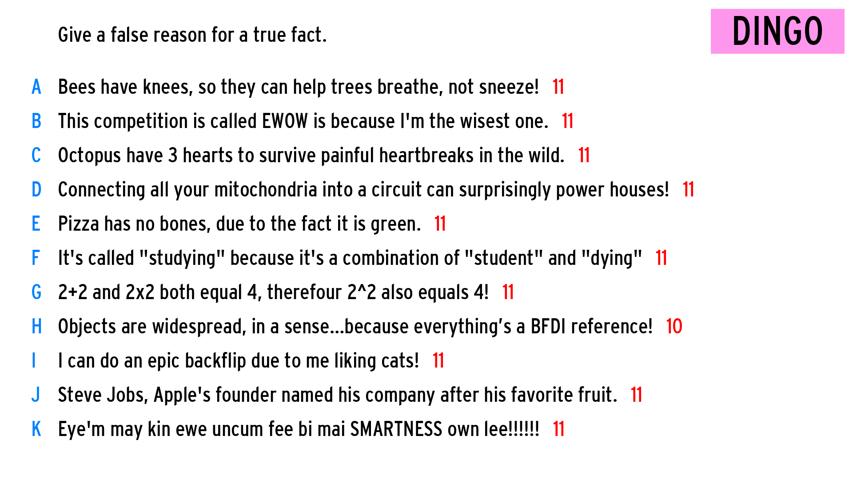 Give a false reason for a true fact.
DINGO
A Bees have knees, so they can help trees breathe, not sneeze! 11
B This competition is called EWOW is because I'm the wisest one. 11
C Octopus have 3 hearts to survive painful heartbreaks in the wild. 11
D Connecting all your mitochondria into a circuit can surprisingly power houses! 11
E Pizza has no bones, due to the fact it is green. 11
F It's called "studying" because it's a combination of "student" and "dying" 11
G 2+2 and 2x2 both equal 4, therefour 2^2 also equals 4! 11
H Objects are widespread, in a sense...because everything’s a BFDI reference! 10
I I can do an epic backflip due to me liking cats! 11
J Steve Jobs, Apple's founder named his company after his favorite fruit. 11
K Eye'm may kin ewe uncum fee bi mai SMARTNESS own lee!!!!!! 11